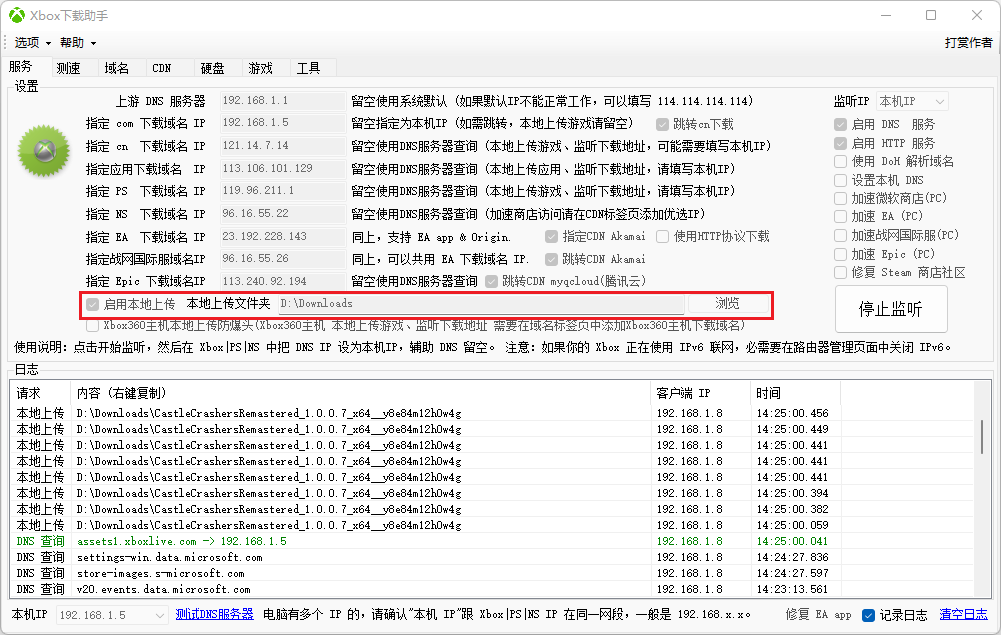 Xbox下载助手
选项 帮助 打赏作者
服务 测速 域名 CDN 硬盘 游戏 工具
设置
上游 DNS 服务器 192.168.1.1 留空使用系统默认 (如果默认IP不能正常工作，可以填写 114.114.114.114) 监听IP 本机IP
指定 com 下载域名 IP 192.168.1.5 留空指定为本机IP (如需跳转，本地上传游戏请留空) 跳转cn下载 启用 DNS 服务
指定 cn 下载域名 IP 121.14.7.14 留空使用DNS服务器查询 (本地上传游戏、监听下载地址，可能需要填写本机IP) 启用 HTTP 服务
使用 DoH 解析域名
指定应用下载域名 IP 113.106.101.129 留空使用DNS服务器查询 (本地上传应用、监听下载地址，请填写本机IP) 设置本机 DNS
指定 PS 下载域名 IP 119.96.211.1 留空使用DNS服务器查询 (本地上传游戏、监听下载地址，请填写本机IP) 加速微软商店(PC)
指定 NS 下载域名 IP 96.16.55.22 留空使用DNS服务器查询 (加速商店访问请在CDN标签页添加优选IP) 加速 EA (PC)
指定 EA 下载域名 IP 23.192.228.143 同上，支持 EA app & Origin. 指定CDN Akamai 使用HTTP协议下载 加速战网国际服(PC)
指定战网国际服域名IP 96.16.55.26 同上，可以共用 EA 下载域名 IP. 跳转CDN Akamai 加速 Epic (PC)
指定 Epic 下载域名 IP 113.240.92.194 留空使用DNS服务器查询 跳转CDN myqcloud(腾讯云) 修复 Steam 商店社区
启用本地上传 本地上传文件夹 D:\Downloads 浏览 停止监听
Xbox360主机本地上传防爆头(Xbox360主机 本地上传游戏、监听下载地址 需要在域名标签页中添加Xbox360主机下载域名)
使用说明：点击开始监听，然后在 Xbox|PS|NS 中把 DNS IP 设为本机IP，辅助 DNS 留空。 注意：如果你的 Xbox 正在使用 IPv6 联网，必需要在路由器管理页面中关闭 IPv6。
日志
请求 内容 (右键复制) 客户端 IP 时间
本地上传 D:\Downloads\CastleCrashersRemastered_1.0.0.7_x64__y8e84m12h0w4g 192.168.1.8 14:25:00.456
本地上传 D:\Downloads\CastleCrashersRemastered_1.0.0.7_x64__y8e84m12h0w4g 192.168.1.8 14:25:00.449
本地上传 D:\Downloads\CastleCrashersRemastered_1.0.0.7_x64__y8e84m12h0w4g 192.168.1.8 14:25:00.441
本地上传 D:\Downloads\CastleCrashersRemastered_1.0.0.7_x64__y8e84m12h0w4g 192.168.1.8 14:25:00.441
本地上传 D:\Downloads\CastleCrashersRemastered_1.0.0.7_x64__y8e84m12h0w4g 192.168.1.8 14:25:00.441
本地上传 D:\Downloads\CastleCrashersRemastered_1.0.0.7_x64__y8e84m12h0w4g 192.168.1.8 14:25:00.394
本地上传 D:\Downloads\CastleCrashersRemastered_1.0.0.7_x64__y8e84m12h0w4g 192.168.1.8 14:25:00.382
本地上传 D:\Downloads\CastleCrashersRemastered_1.0.0.7_x64__y8e84m12h0w4g 192.168.1.8 14:25:00.059
DNS 查询 assets1.xboxlive.com -> 192.168.1.5 192.168.1.8 14:25:00.041
DNS 查询 settings-win.data.microsoft.com 192.168.1.8 14:24:27.836
DNS 查询 store-images.s-microsoft.com 192.168.1.8 14:24:27.597
DNS 查询 v20.events.data.microsoft.com 192.168.1.8 14:23:13.561
本机IP 192.168.1.5 测试DNS服务器 电脑有多个 IP 的，请确认"本机 IP"跟 Xbox|PS|NS IP 在同一网段，一般是 192.168.x.x。 修复 EA app 记录日志 清空日志